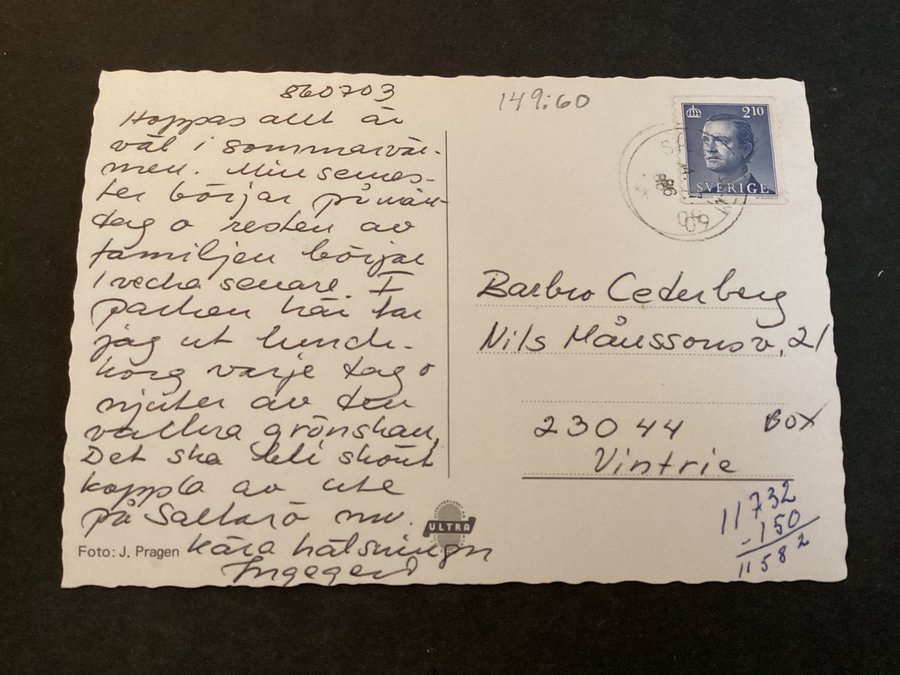 860703
Hoppas allt är
väl i sommarvär-
men. Min semes-
ter börjar på mån-
dag o resten av
familjen börjar
1 vecka senare. I
parken här tar
jag ut lunch-
korg varje dag o
njuter av den
vackra grönskan.
Det ska bli skönt
koppla av ute
på Saltarö nu.
Kära hälsningar
Ingegerd
Foto: J. Pragen
ULTRA
149:60
2 10
SVERIGE
Barbro Cederberg
Nils Månssons v. 21
23044 BOX
Vintrie
11732
-150
11582